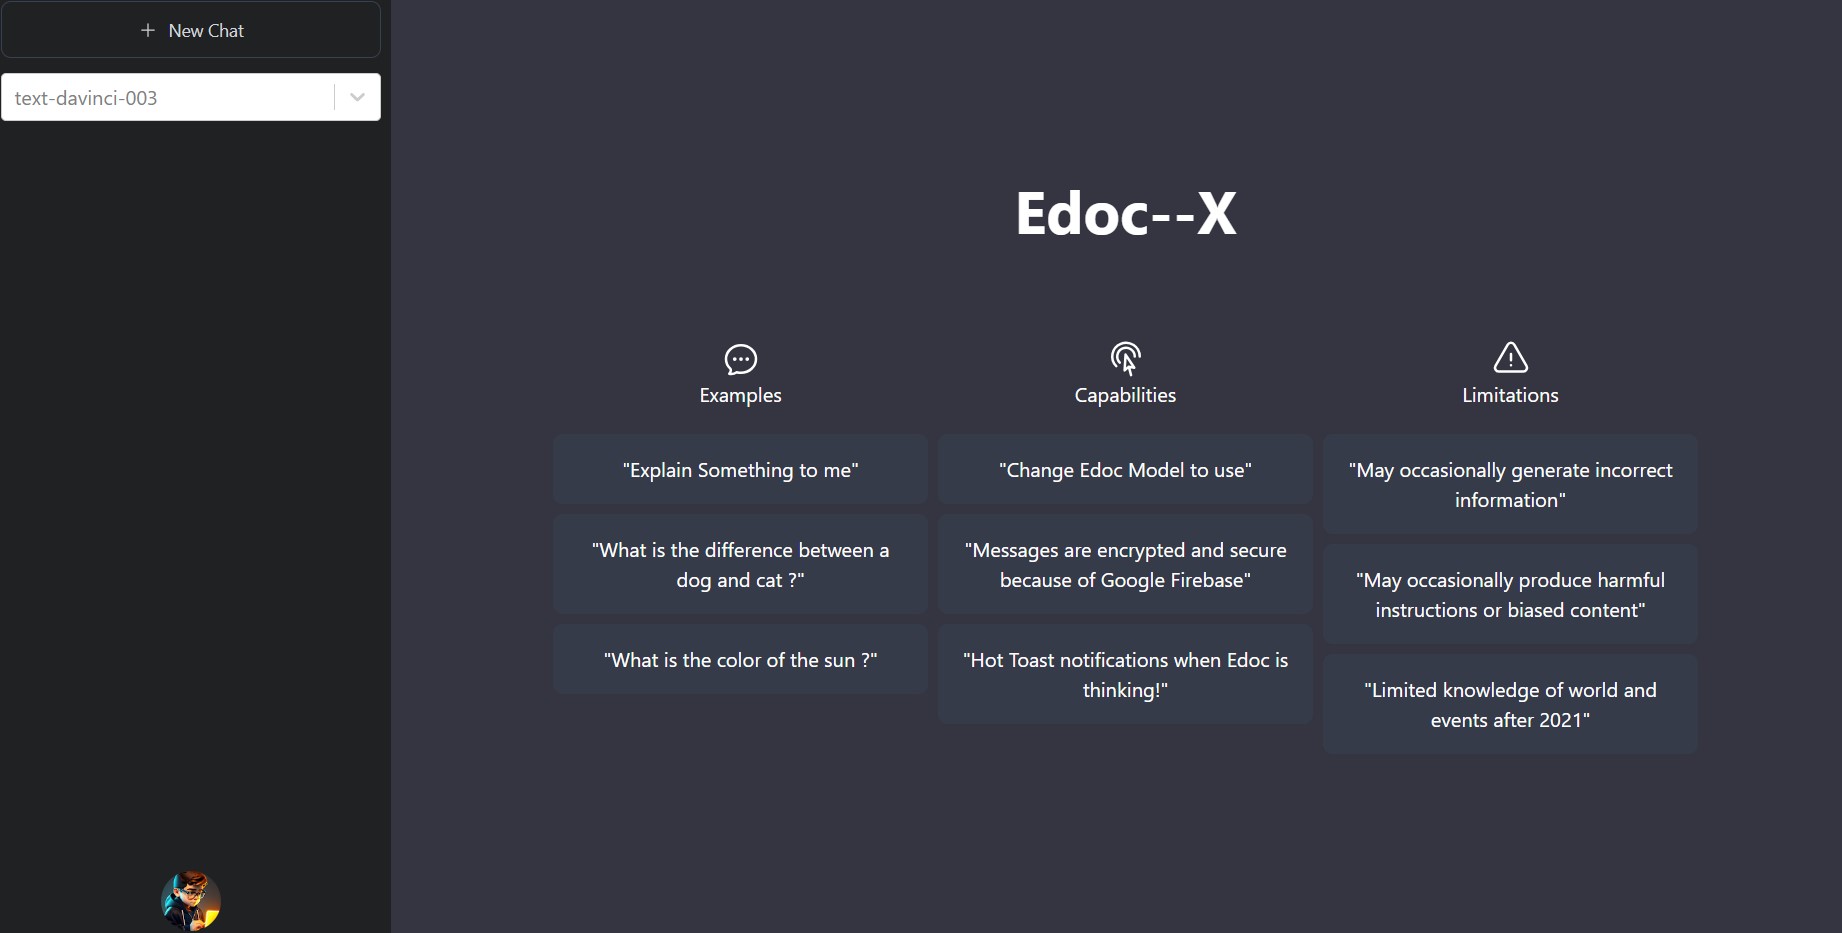 New Chat
text-davinci-003
Edoc--X
Examples
"Explain Something to me"
"What is the difference between a
dog and cat ?"
"What is the color of the sun ?"
Capabilities
"Change Edoc Model to use"
"Messages are encrypted and secure
because of Google Firebase"
"Hot Toast notifications when Edoc is
thinking!"
Limitations
"May occasionally generate incorrect
information"
"May occasionally produce harmful
instructions or biased content"
"Limited knowledge of world and
events after 2021"